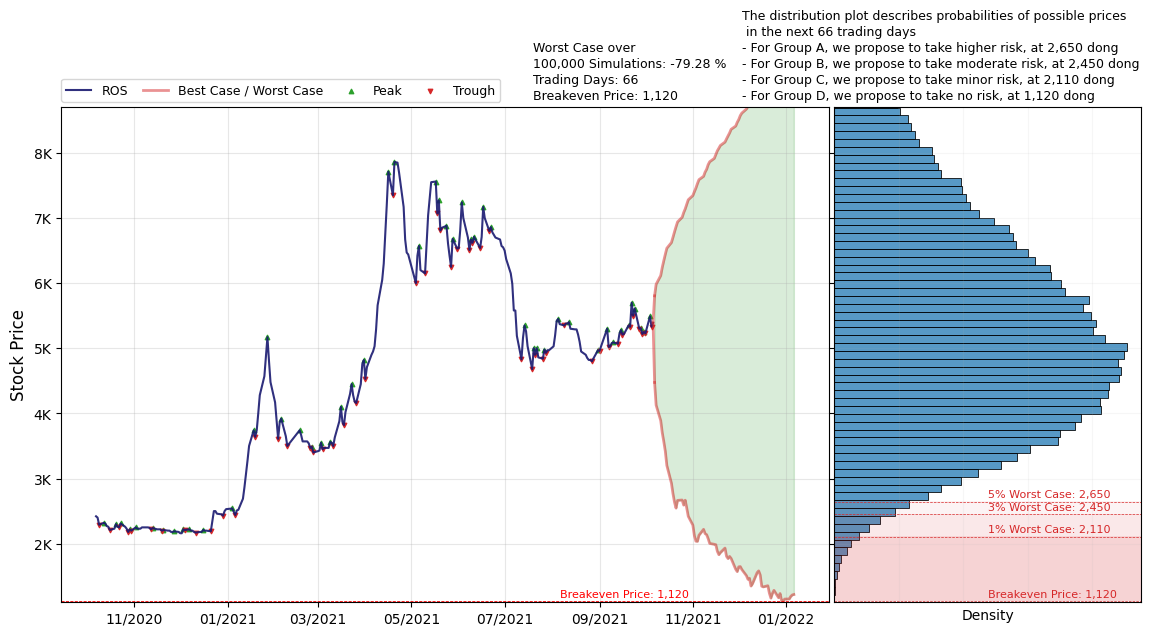 The distribution plot describes probabilities of possible prices
in the next 66 trading days
- For Group A, we propose to take higher risk, at 2,650 dong
- For Group B, we propose to take moderate risk, at 2,450 dong
- For Group C, we propose to take minor risk, at 2,110 dong
- For Group D, we propose to take no risk, at 1,120 dong
Worst Case over
100,000 Simulations: -79.28 %
Trading Days: 66
Breakeven Price: 1,120
ROS
Best Case / Worst Case
Peak
Trough
Stock Price
8K
7K
6K
5K
4K
3K
2K
Breakeven Price: 1,120
11/2020
01/2021
03/2021
05/2021
07/2021
09/2021
11/2021
01/2022
5% Worst Case: 2,650
3% Worst Case: 2,450
1% Worst Case: 2,110
Breakeven Price: 1,120
Density